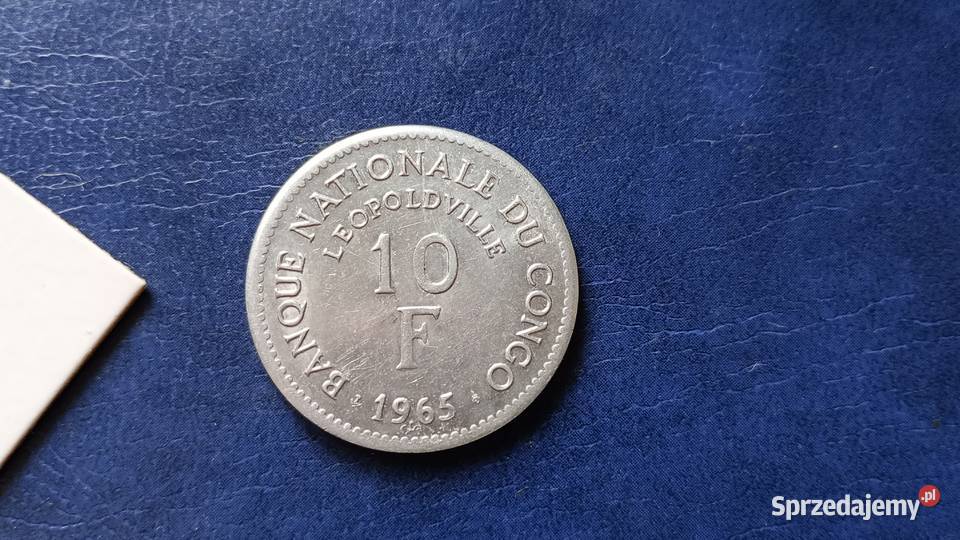 BANQUE NATIONALE DU CONGO
LEOPOLDVILLE
10
F
1965
Sprzedajemy.pl